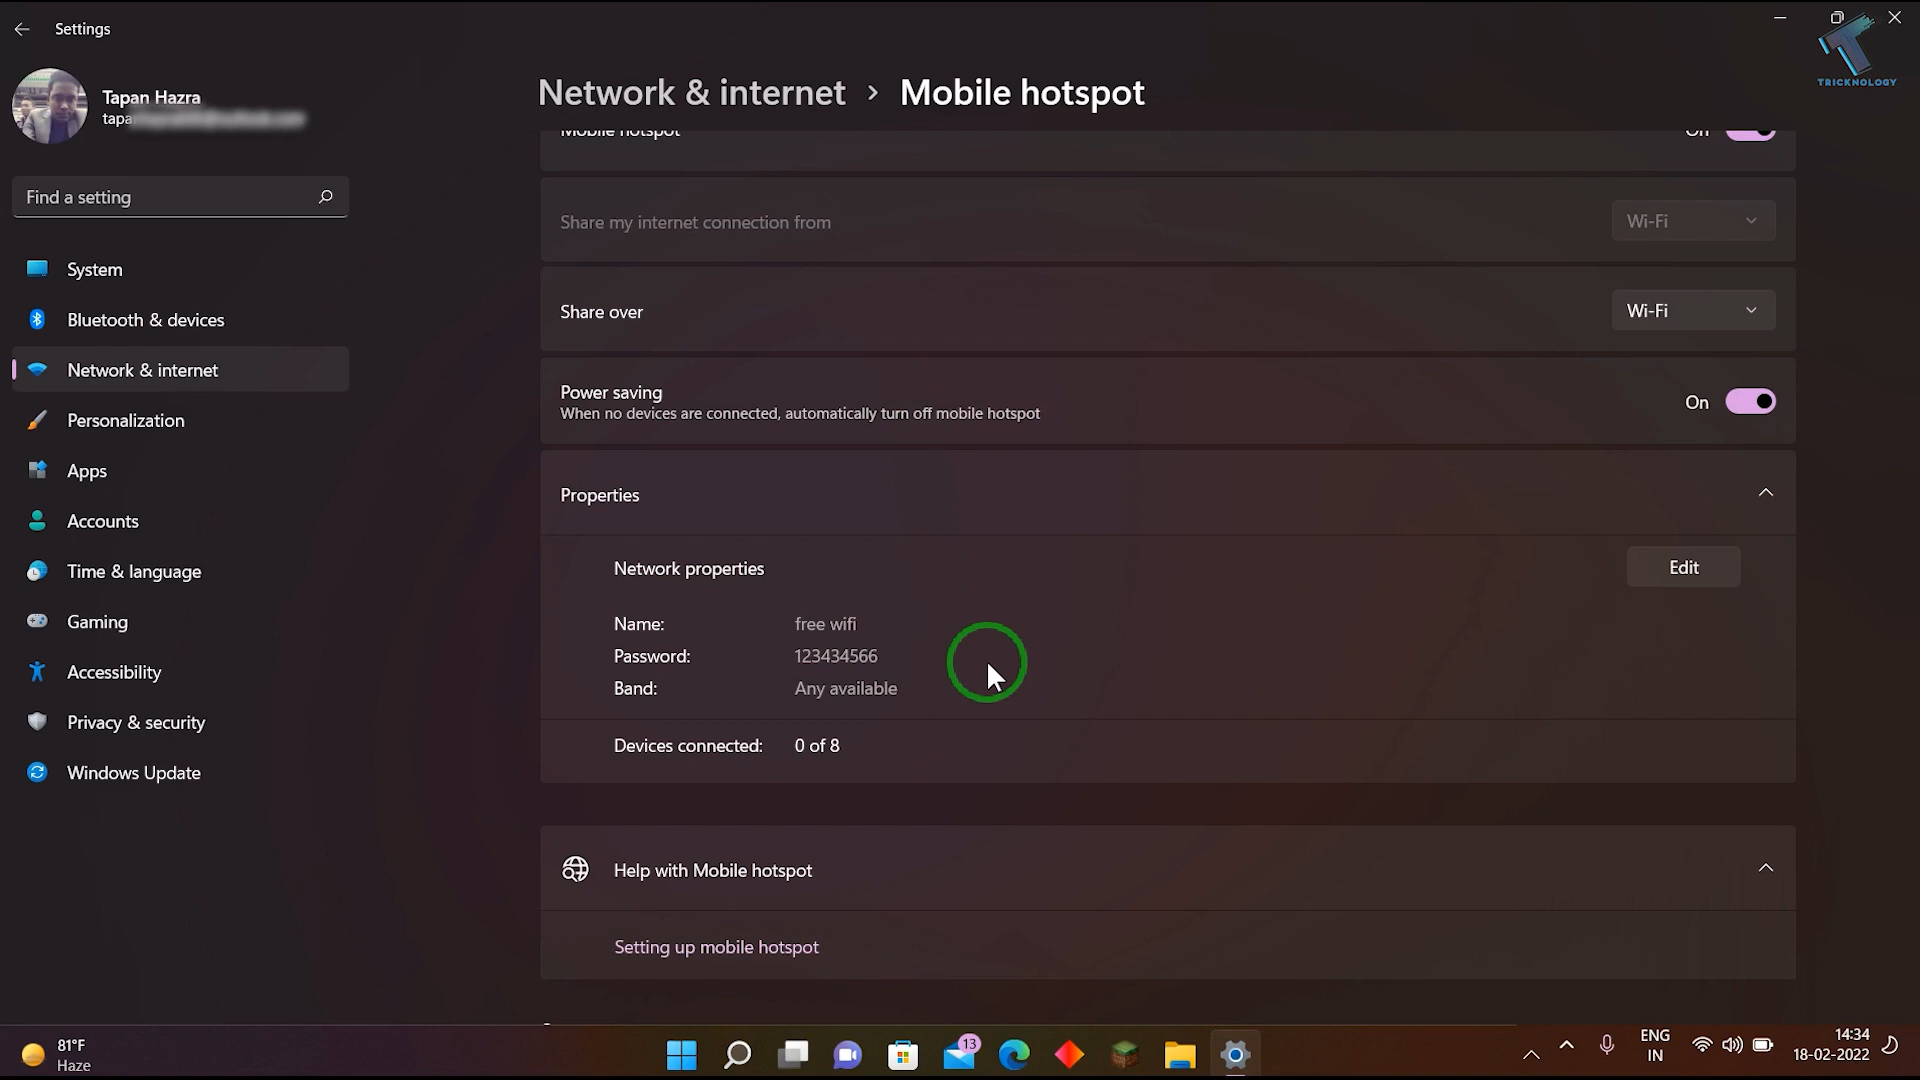 Settings
TRICKNOLOGY
Tapan Hazra
tapa
Network & internet > Mobile hotspot
Mobile hotspot On
Find a setting
Share my internet connection from Wi-Fi
System
Share over Wi-Fi
Bluetooth & devices
Network & internet
Power saving
When no devices are connected, automatically turn off mobile hotspot
On
Personalization
Apps
Properties
Accounts
Network properties Edit
Time & language
Name: free wifi
Gaming
Password: 123434566
Accessibility
Band: Any available
Privacy & security
Devices connected: 0 of 8
Windows Update
Help with Mobile hotspot
Setting up mobile hotspot
81°F
Haze
13
ENG
IN
14:34
18-02-2022